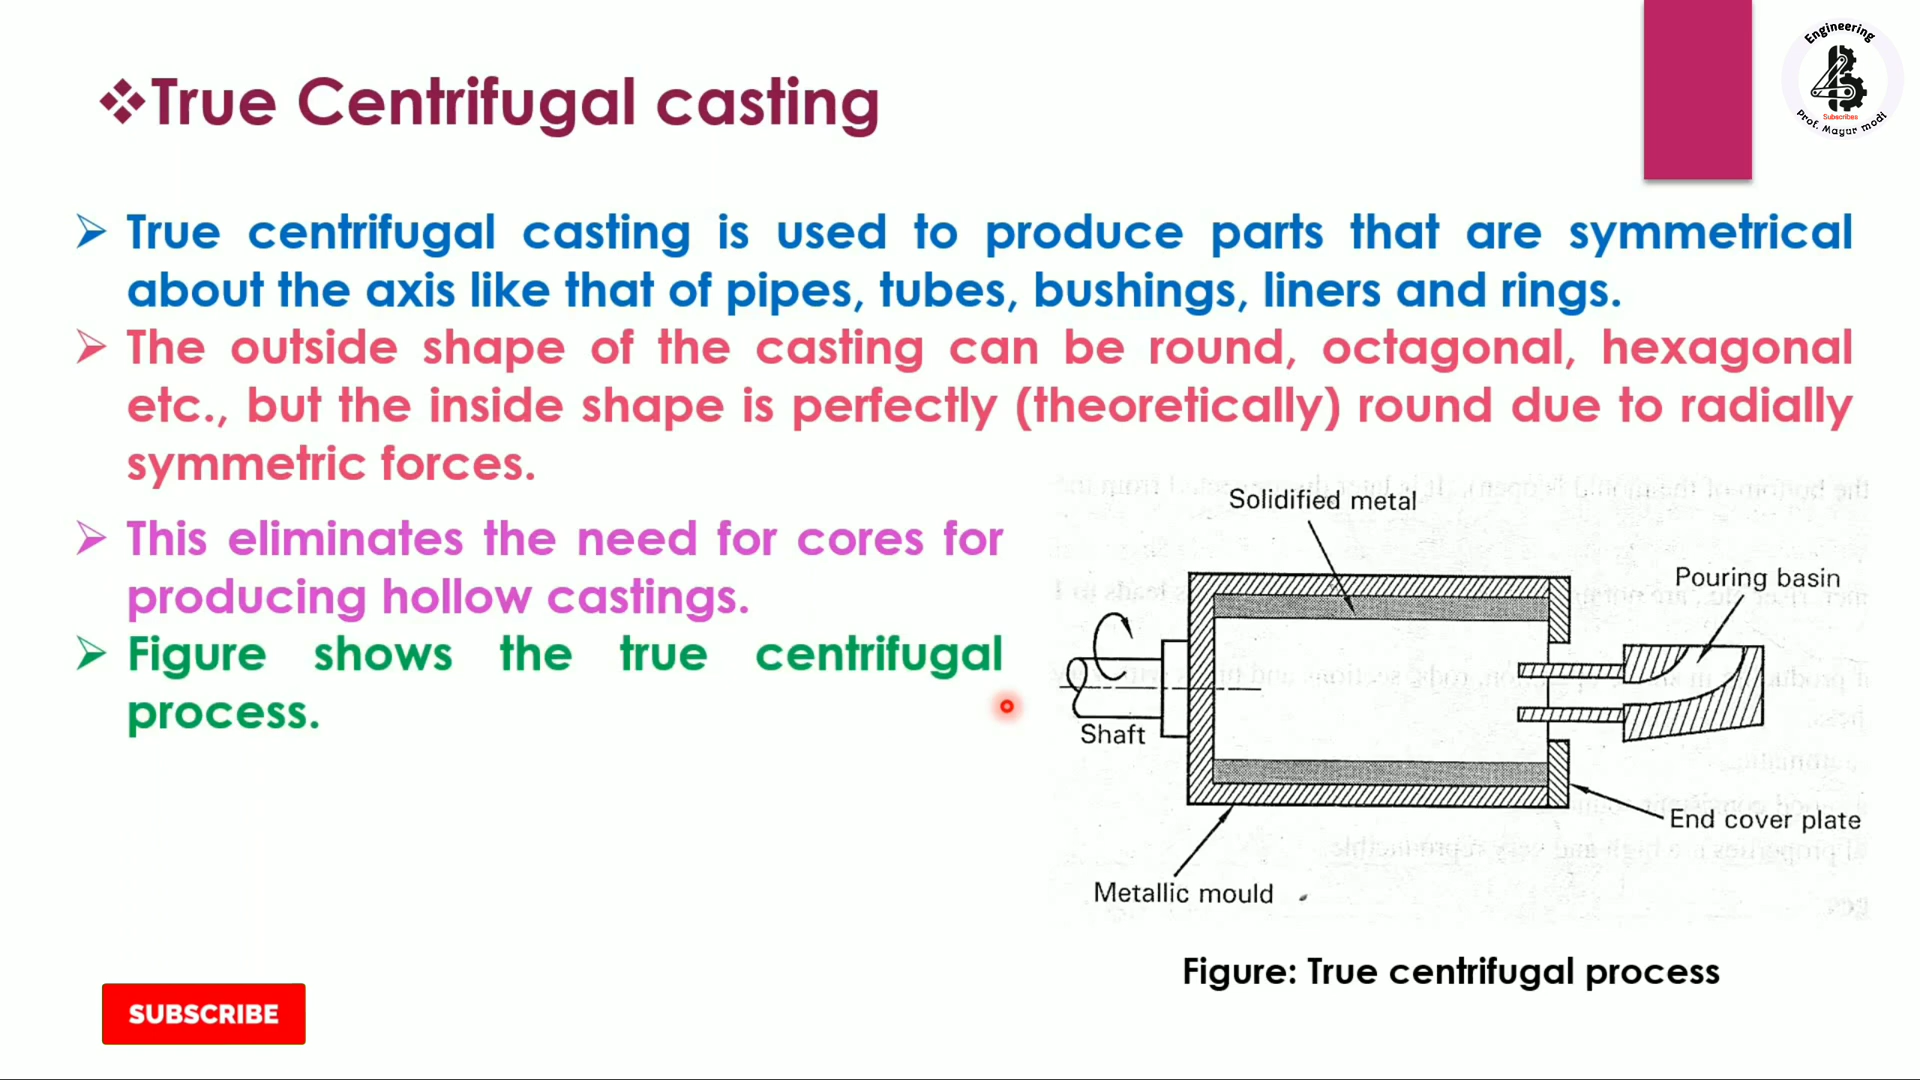 ❖True Centrifugal casting
Engineering
Subscribes
Prof. Mayur modi
➢ True centrifugal casting is used to produce parts that are symmetrical
about the axis like that of pipes, tubes, bushings, liners and rings.
➢ The outside shape of the casting can be round, octagonal, hexagonal
etc., but the inside shape is perfectly (theoretically) round due to radially
symmetric forces.
➢ This eliminates the need for cores for
producing hollow castings.
➢ Figure shows the true centrifugal
process.
Solidified metal
Pouring basin
Shaft
End cover plate
Metallic mould
Figure: True centrifugal process
SUBSCRIBE